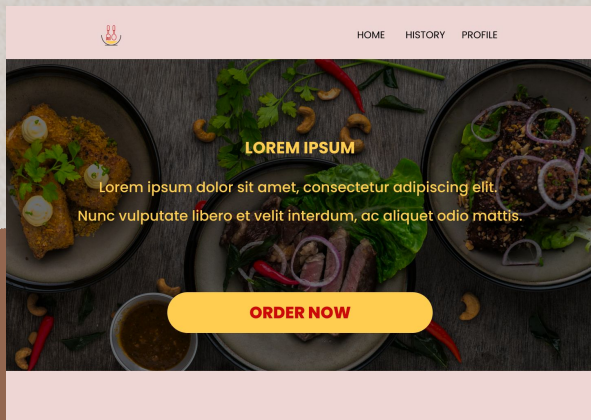 HOME HISTORY PROFILE
LOREM IPSUM
Lorem ipsum dolor sit amet, consectetur adipiscing elit.
Nunc vulputate libero et velit interdum, ac aliquet odio mattis.
ORDER NOW